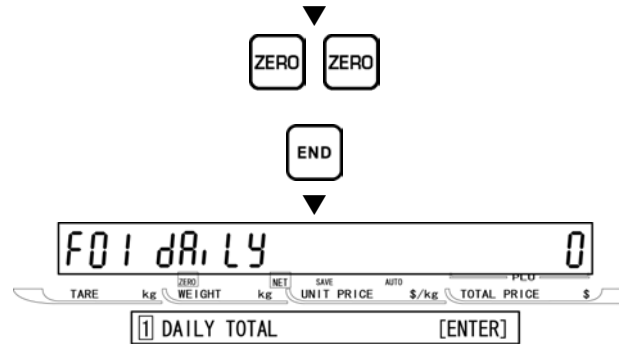 ZERO ZERO
END
F01 dAiLY 0
ZERO NET SAVE AUTO PLU
TARE kg WEIGHT kg UNIT PRICE $/kg TOTAL PRICE $
1 DAILY TOTAL [ENTER]